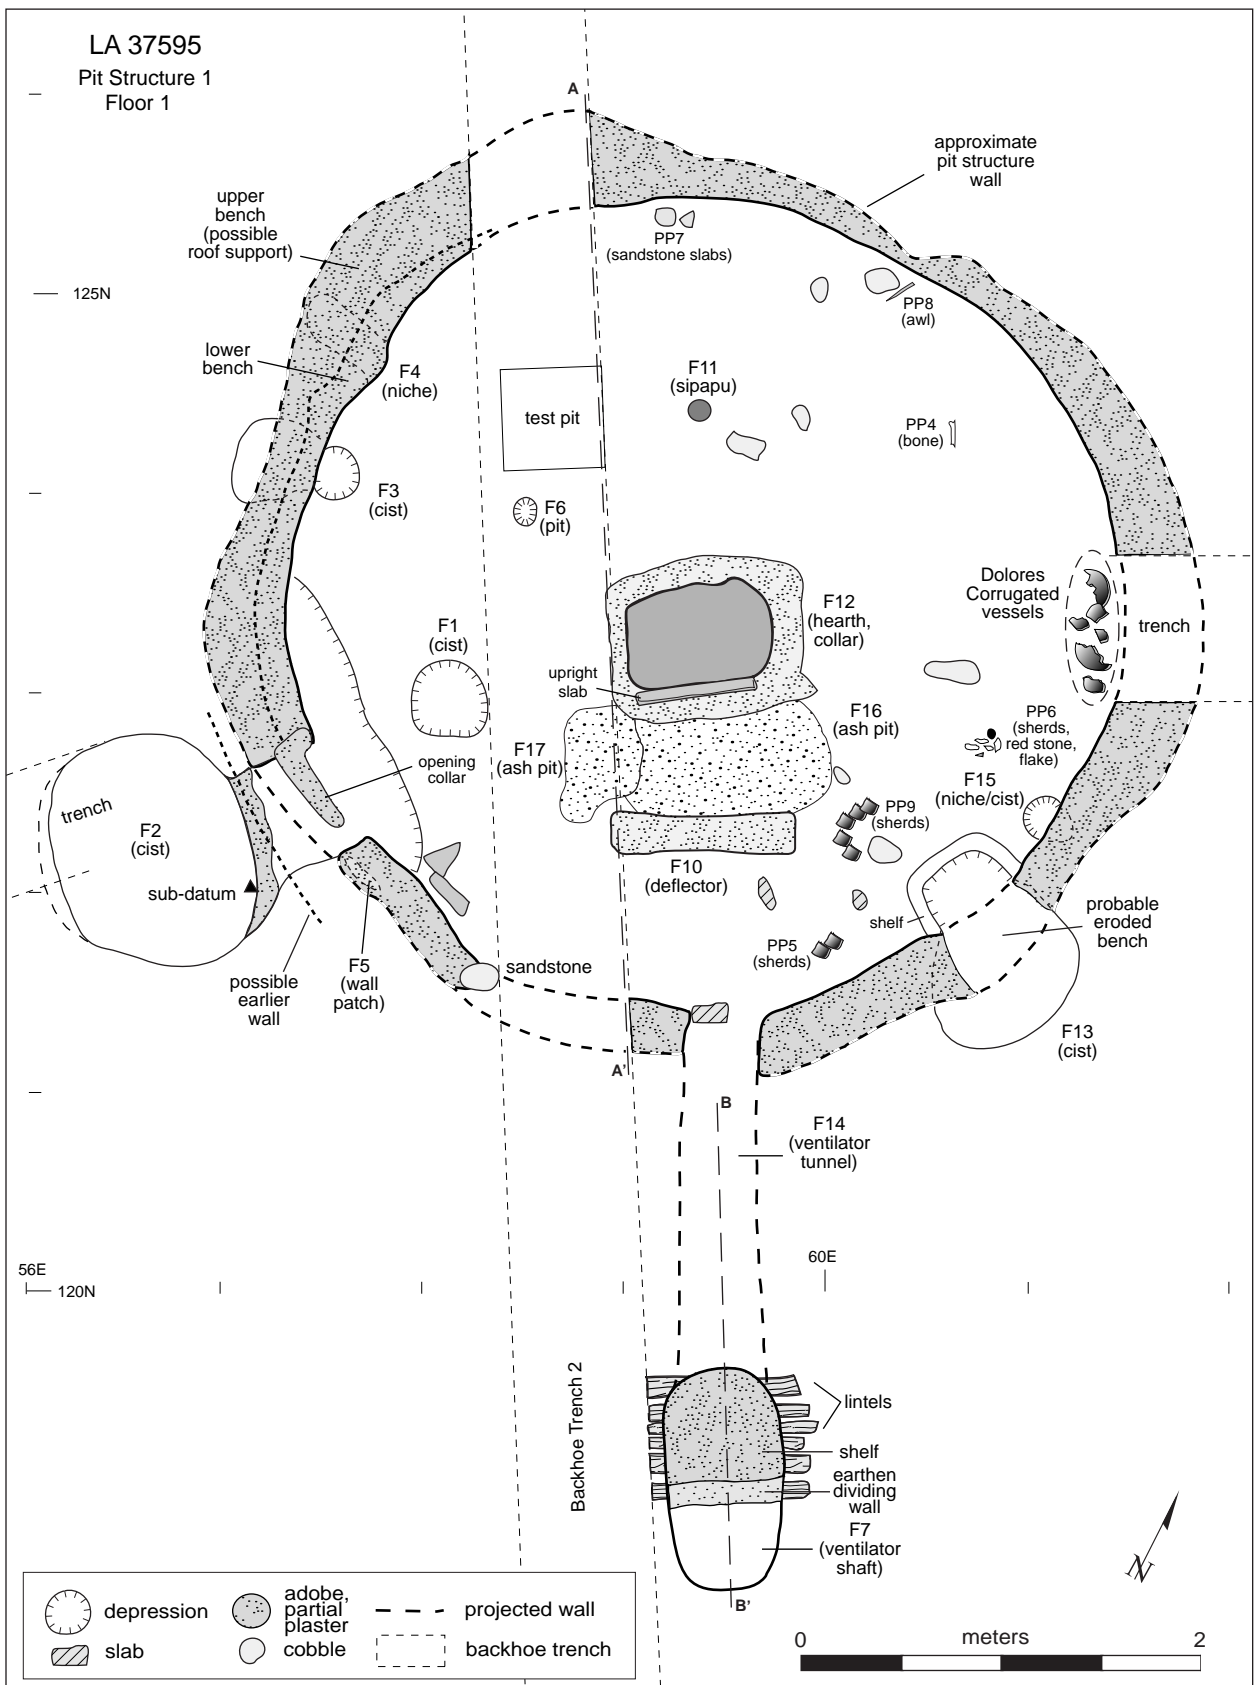 LA 37595
Pit Structure 1
Floor 1
A
approximate
pit structure
wall
upper
bench
(possible
roof support)
PP7
(sandstone slabs)
125N
PP8
(awl)
lower
bench
F4
(niche)
F11
(sipapu)
test pit
PP4
(bone)
F3
(cist)
F6
(pit)
Dolores
Corrugated
vessels
F12
(hearth,
collar)
trench
F1
(cist)
upright
slab
F16
(ash pit)
PP6
(sherds,
red stone,
flake)
F17
(ash pit)
opening
collar
F15
(niche/cist)
trench
F2
(cist)
PP9
(sherds)
F10
(deflector)
sub-datum
shelf
probable
eroded
bench
PP5
(sherds)
F5
(wall
patch)
sandstone
possible
earlier
wall
F13
(cist)
A'
B
F14
(ventilator
tunnel)
56E
60E
120N
Backhoe Trench 2
lintels
shelf
earthen
dividing
wall
F7
(ventilator
shaft)
N
B'
depression
adobe,
partial
plaster
projected wall
slab
cobble
backhoe trench
0 meters 2